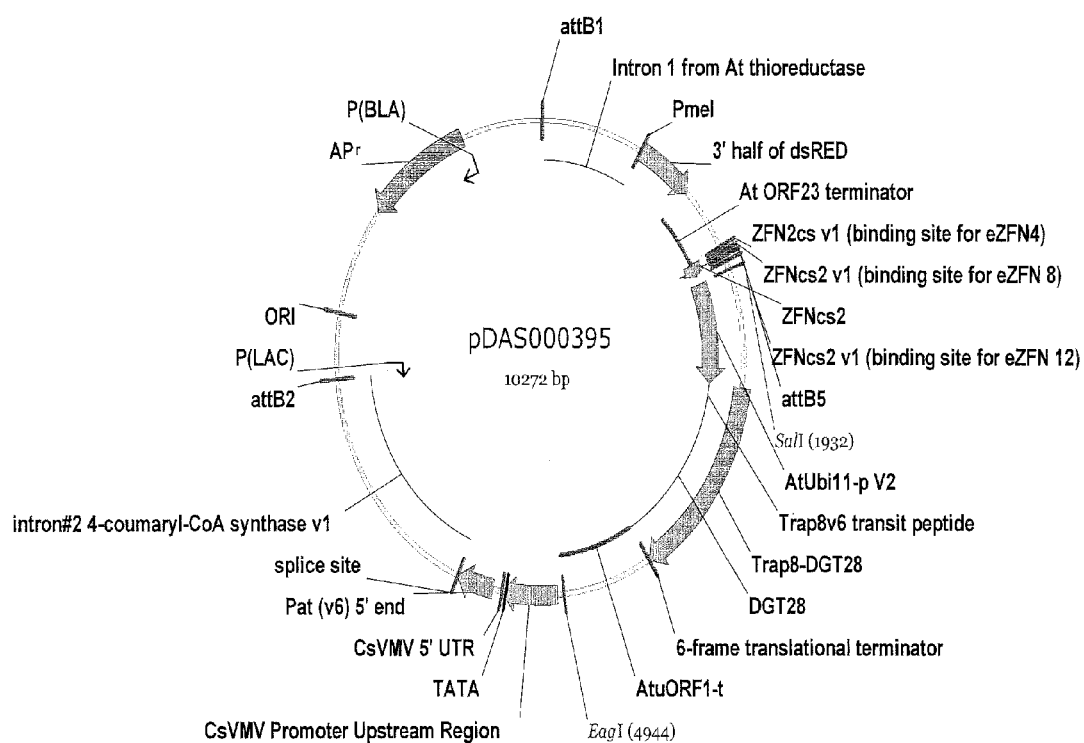 attB1
Intron 1 from At thioreductase
P(BLA)
PmeI
APr
3' half of dsRED
At ORF23 terminator
ZFN2cs v1 (binding site for eZFN4)
ZFNcs2 v1 (binding site for eZFN 8)
ZFNcs2
ORI
pDAS000395
P(LAC)
10272 bp
ZFNcs2 v1 (binding site for eZFN 12)
attB2
attB5
SalI (1932)
AtUbi11-p V2
intron#2 4-coumaryl-CoA synthase v1
Trap8v6 transit peptide
splice site
Trap8-DGT28
Pat (v6) 5' end
DGT28
CsVMV 5' UTR
6-frame translational terminator
TATA
AtuORF1-t
CsVMV Promoter Upstream Region
EagI (4944)